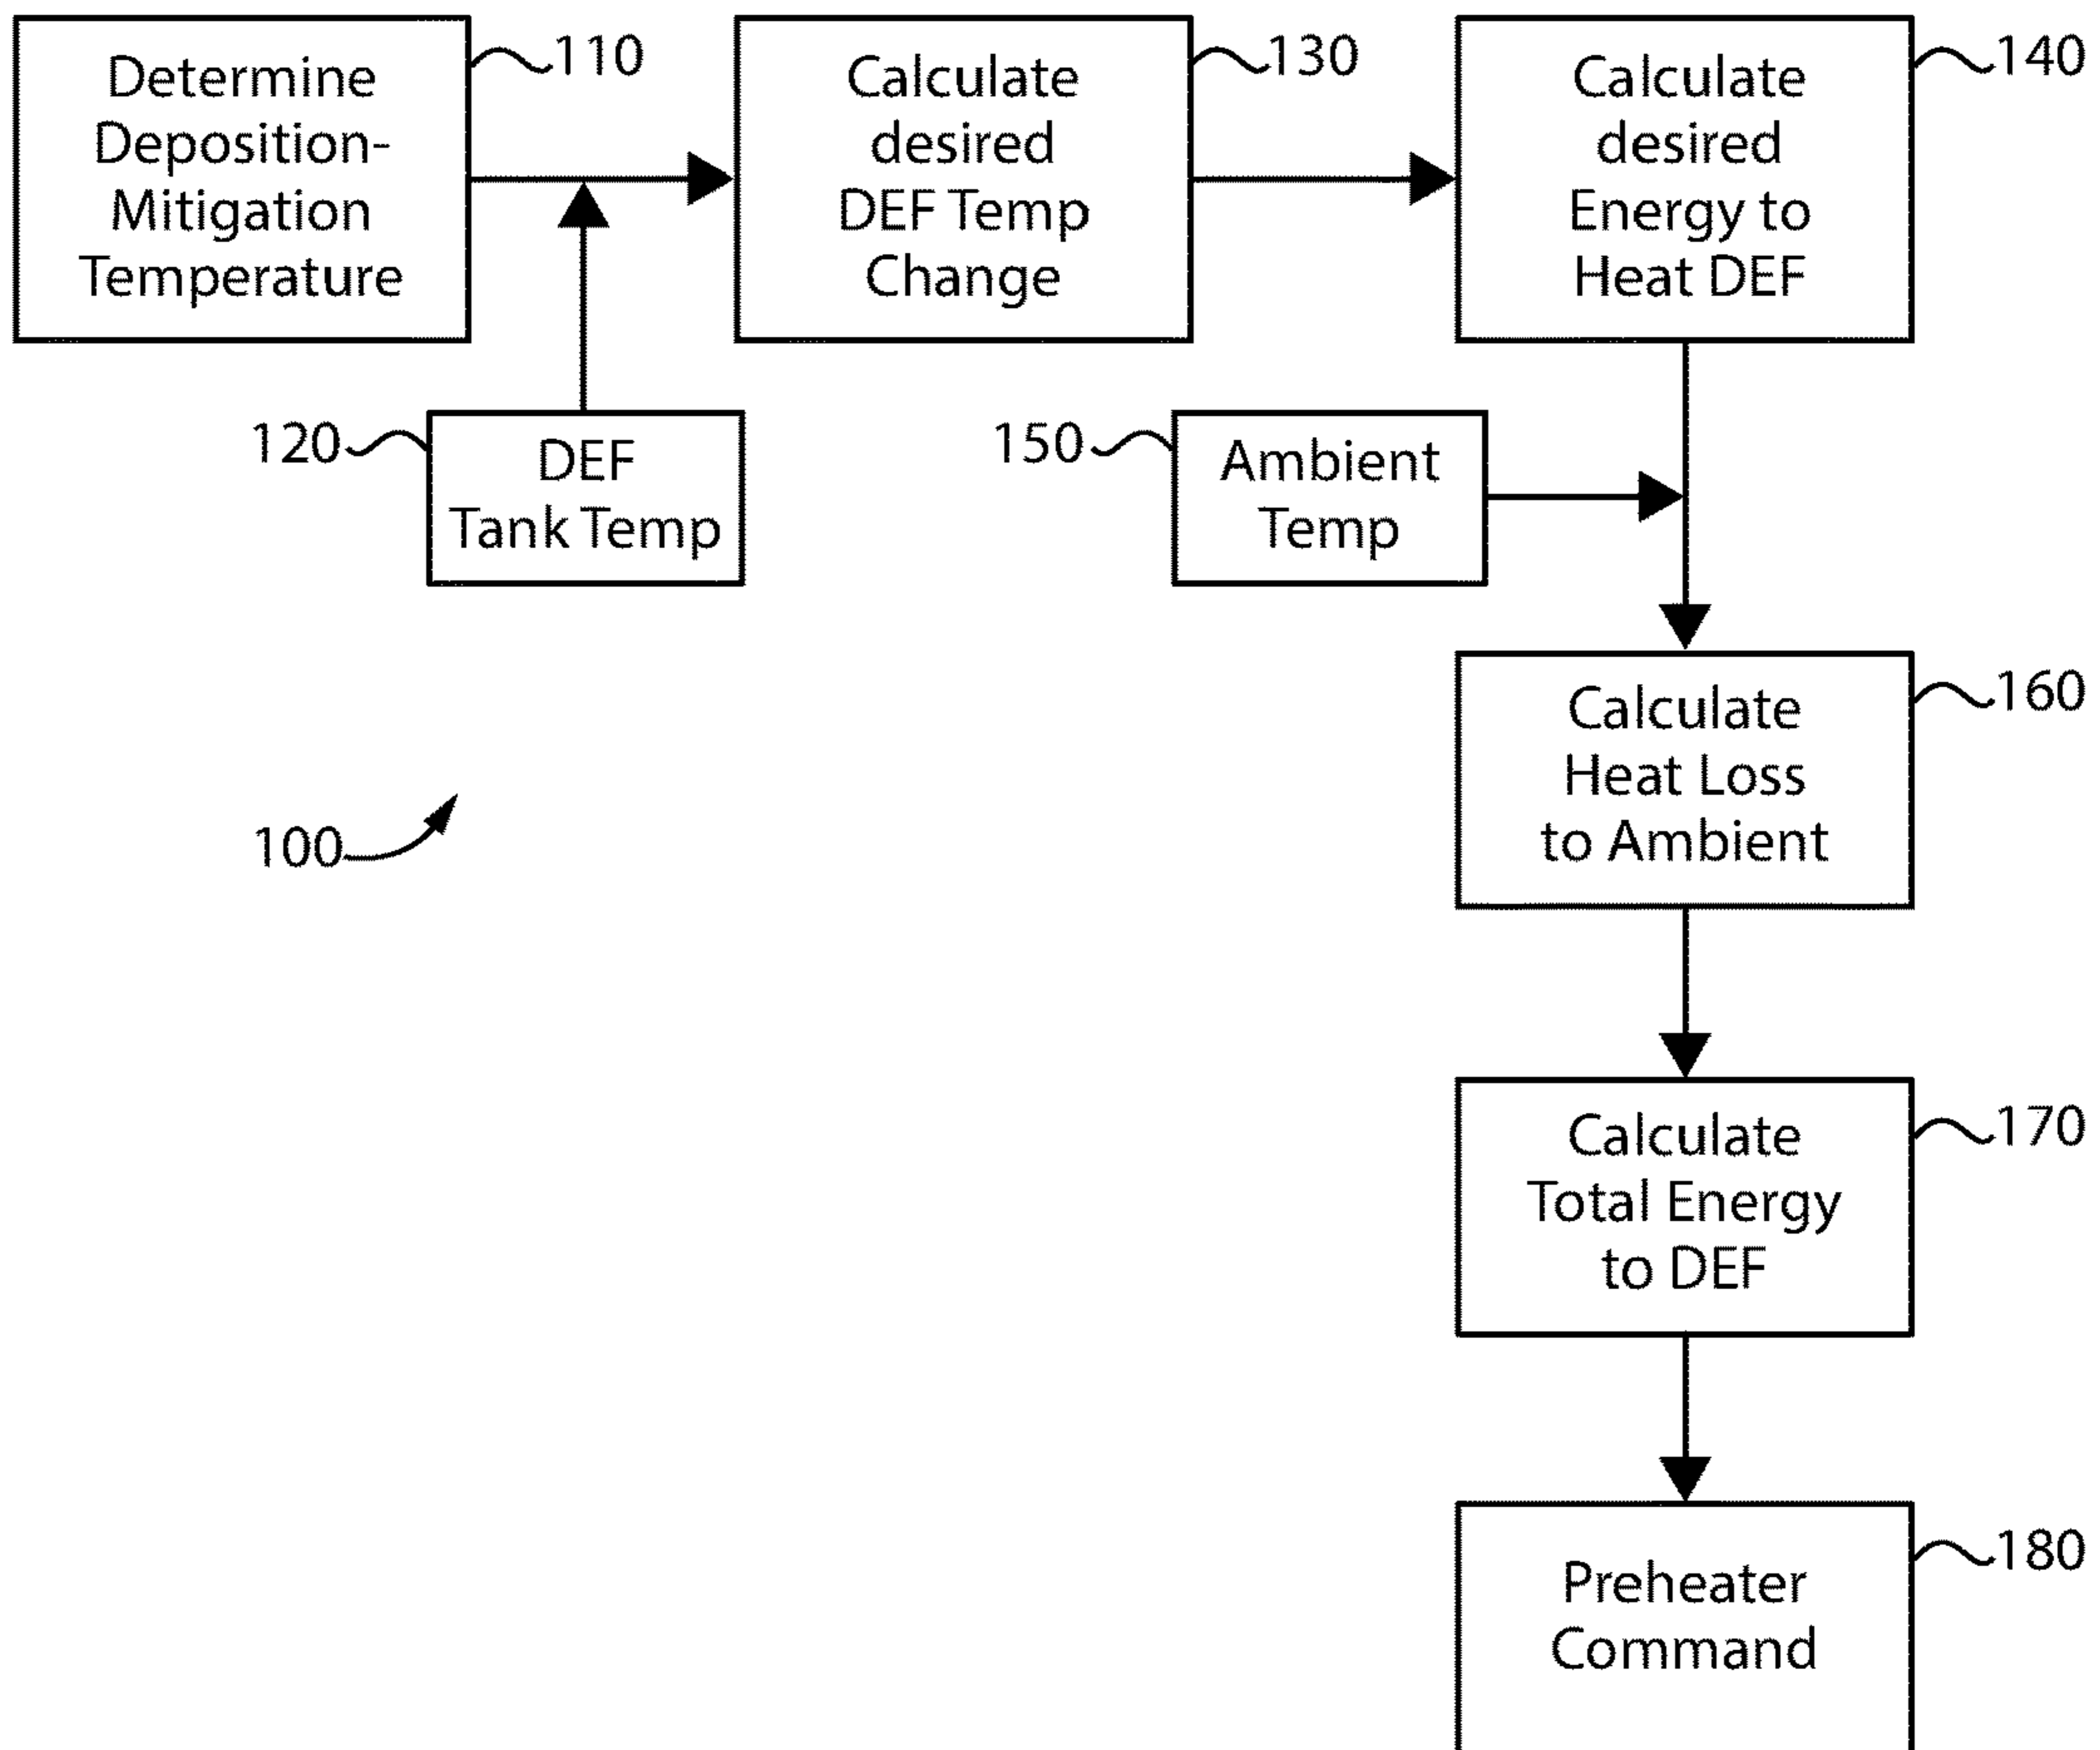 Determine
Deposition-
Mitigation
Temperature
110
Calculate
desired
DEF Temp
Change
130
Calculate
desired
Energy to
Heat DEF
140
120
DEF
Tank Temp
150
Ambient
Temp
Calculate
Heat Loss
to Ambient
160
100
Calculate
Total Energy
to DEF
170
Preheater
Command
180